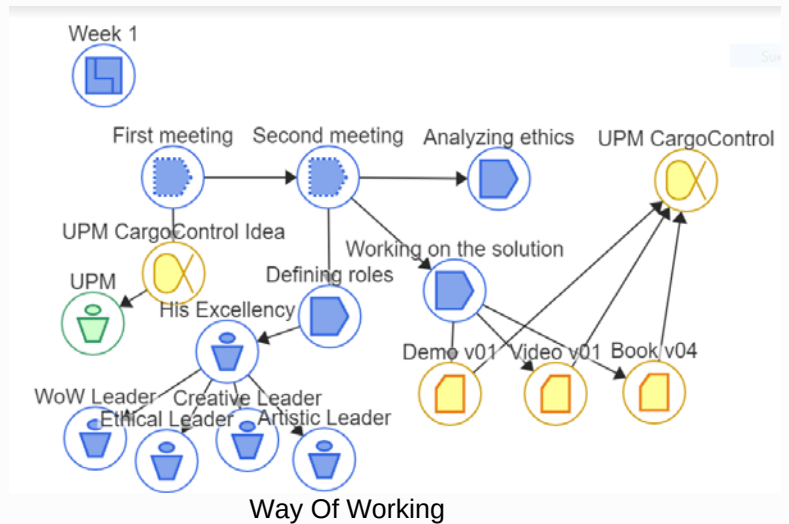 Week 1
First meeting
Second meeting
Analyzing ethics
UPM CargoControl
UPM CargoControl Idea
Working on the solution
UPM
Defining roles
His Excellency
Demo v01
Video v01
Book v04
WoW Leader
Creative Leader
Ethical Leader
Artistic Leader
Way Of Working